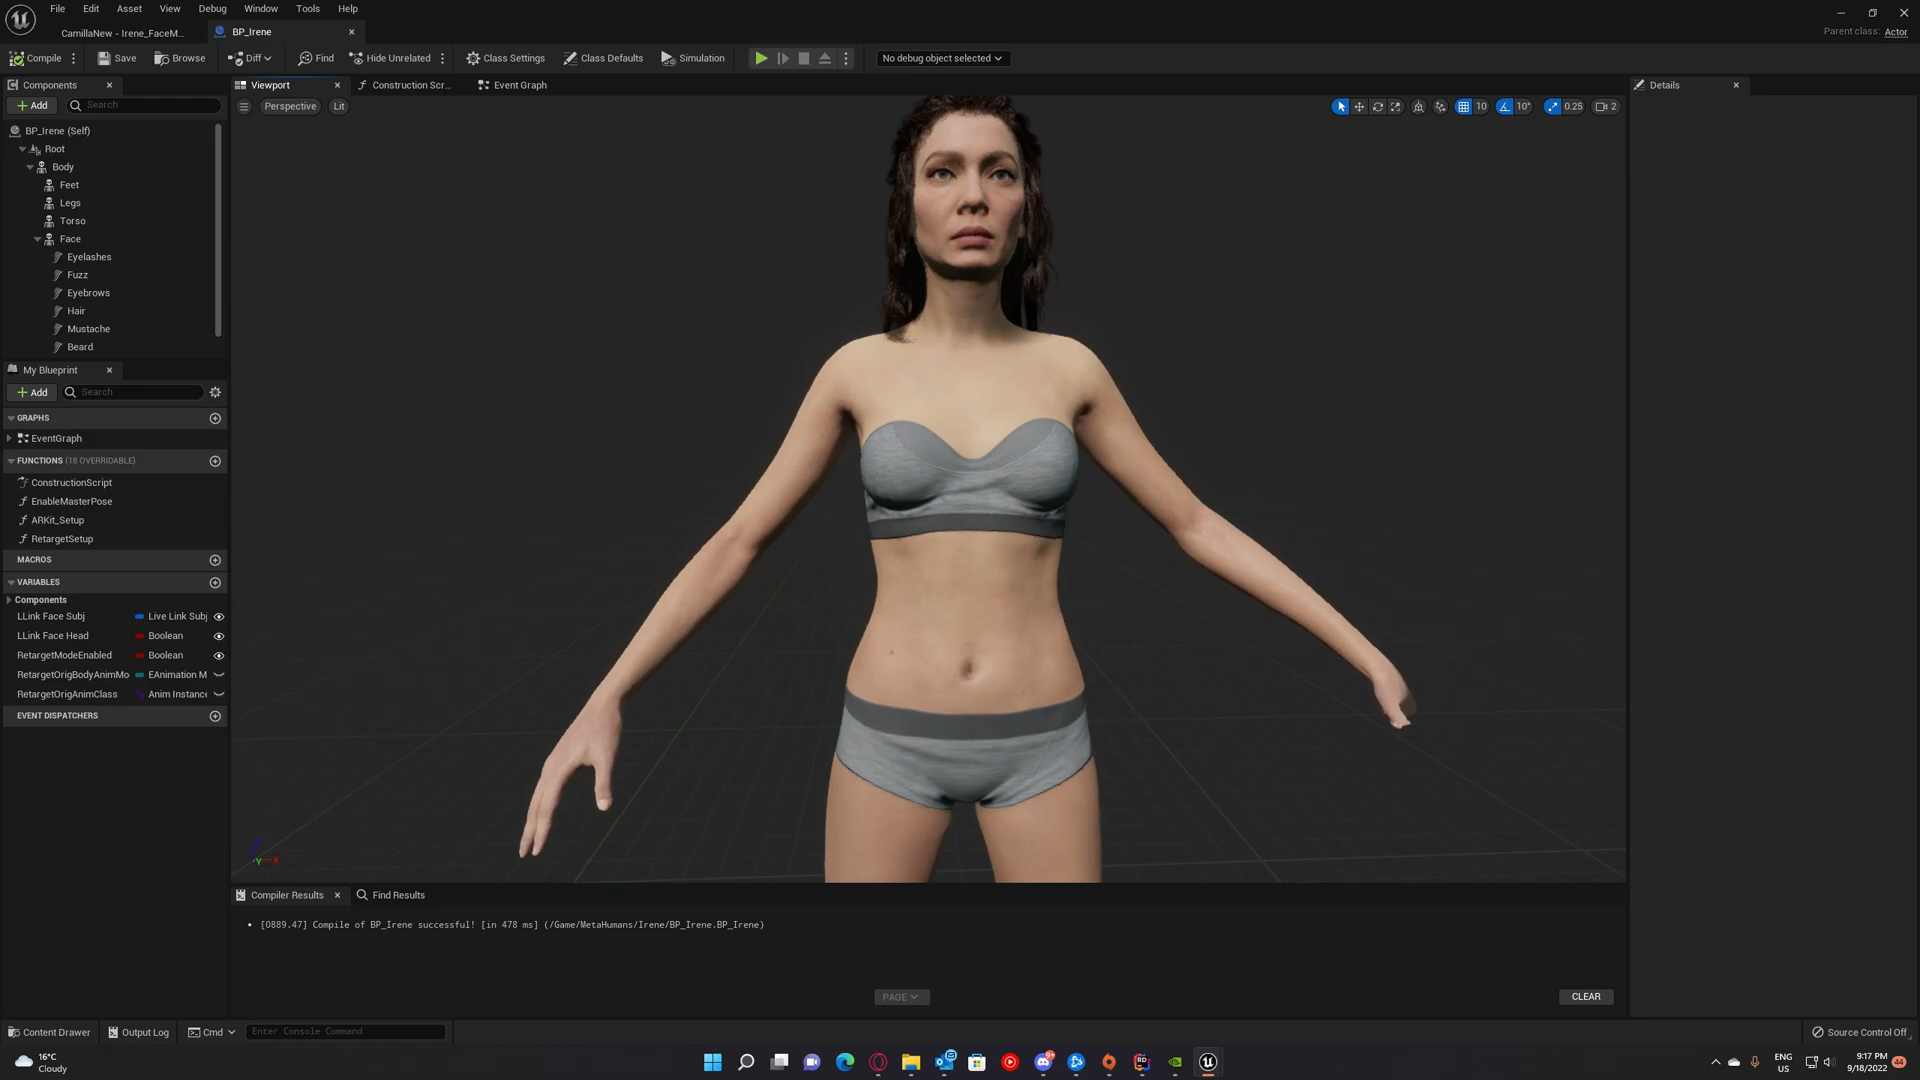 File Edit Asset View Debug Window Tools Help
CamillaNew - Irene_FaceM...
BP_Irene
Parent class: Actor
Compile Save Browse Diff Find Hide Unrelated Class Settings Class Defaults Simulation No debug object selected
Components
Viewport Construction Scr... Event Graph
Details
Add Search
Perspective Lit
10 10° 0.25 2
BP_Irene (Self)
Root
Body
Feet
Legs
Torso
Face
Eyelashes
Fuzz
Eyebrows
Hair
Mustache
Beard
My Blueprint
Add Search
GRAPHS
EventGraph
FUNCTIONS (18 OVERRIDABLE)
ConstructionScript
EnableMasterPose
ARKit_Setup
RetargetSetup
MACROS
VARIABLES
Components
LLink Face Subj Live Link Subj
LLink Face Head Boolean
RetargetModeEnabled Boolean
RetargetOrigBodyAnimMo EAnimation M
RetargetOrigAnimClass Anim Instance
EVENT DISPATCHERS
Z
Y X
Compiler Results Find Results
• [0889.47] Compile of BP_Irene successful! [in 478 ms] (/Game/MetaHumans/Irene/BP_Irene.BP_Irene)
PAGE
CLEAR
Content Drawer Output Log Cmd Enter Console Command
Source Control Off
16°C
Cloudy
ENG
US
9:17 PM
9/18/2022
44